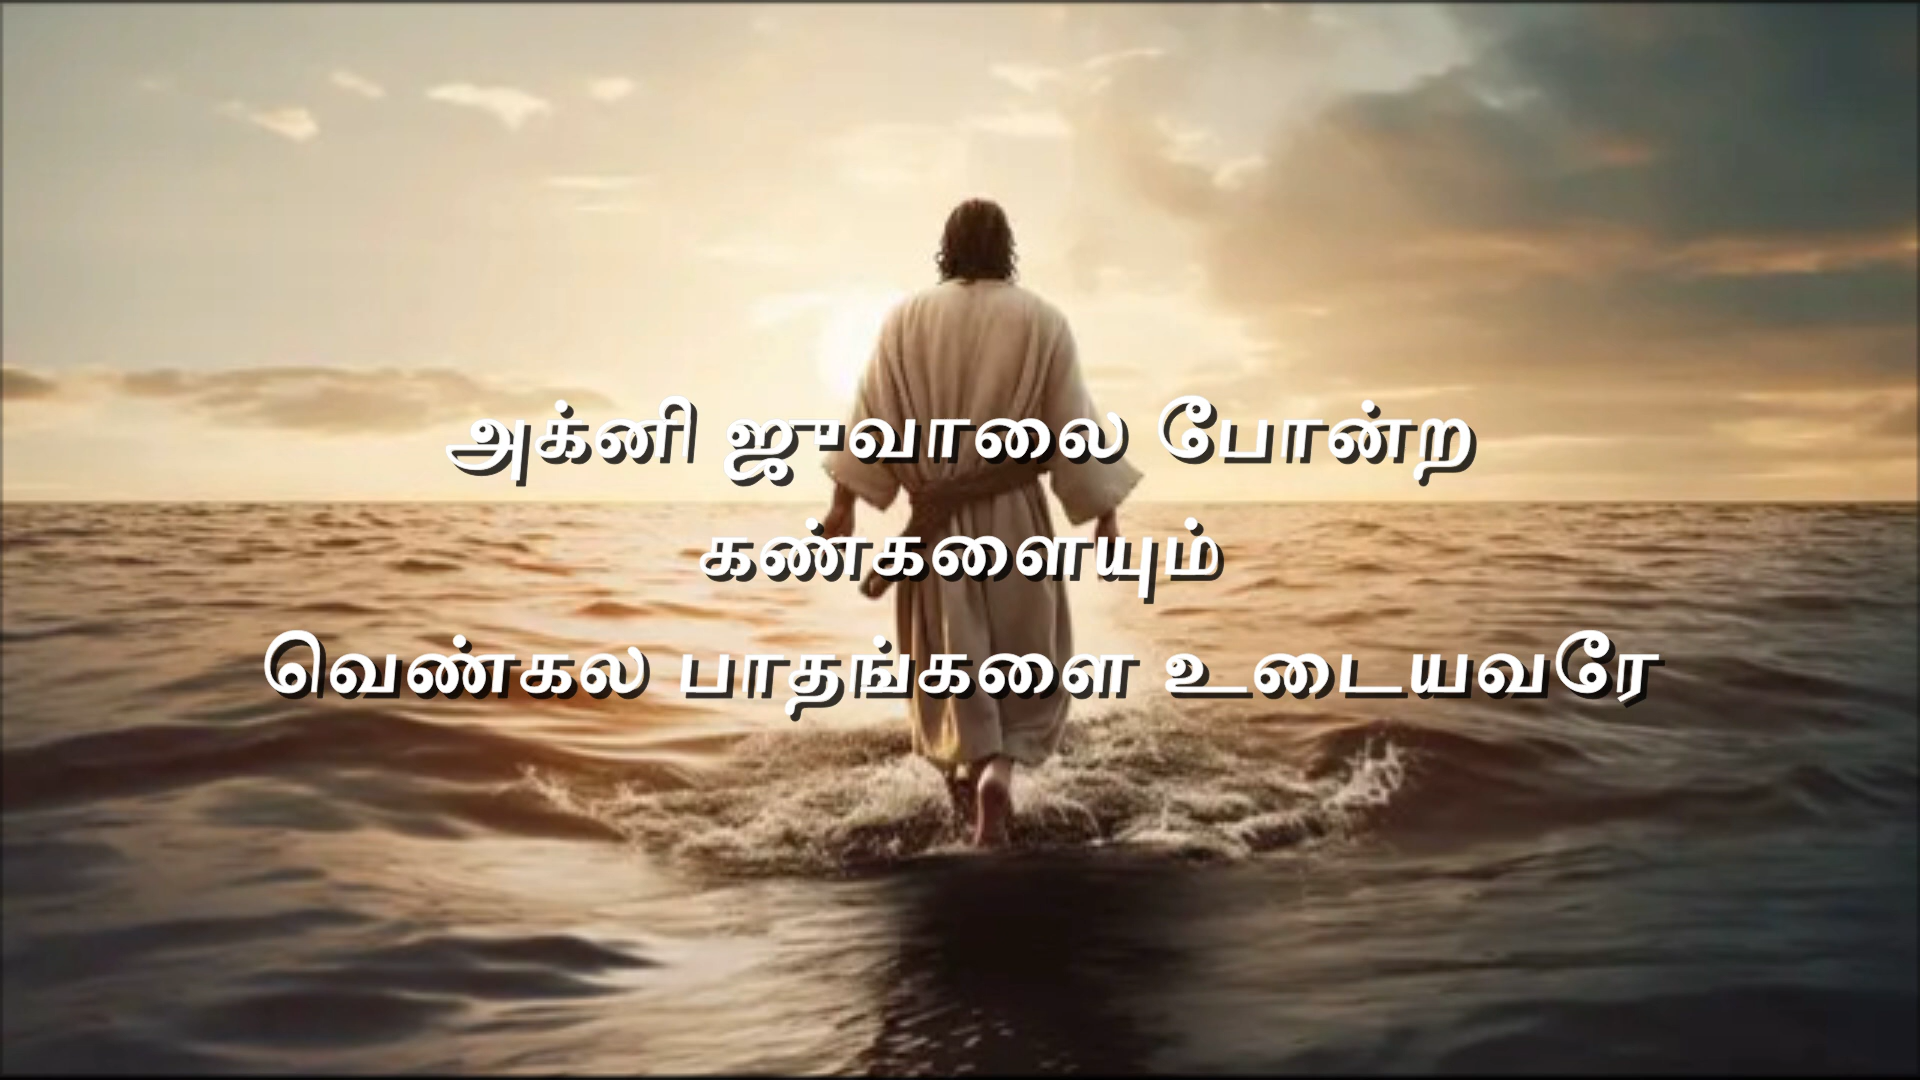 அக்னி ஜுவாலை போன்ற
கண்களையும்
வெண்கல பாதங்களை உடையவரே